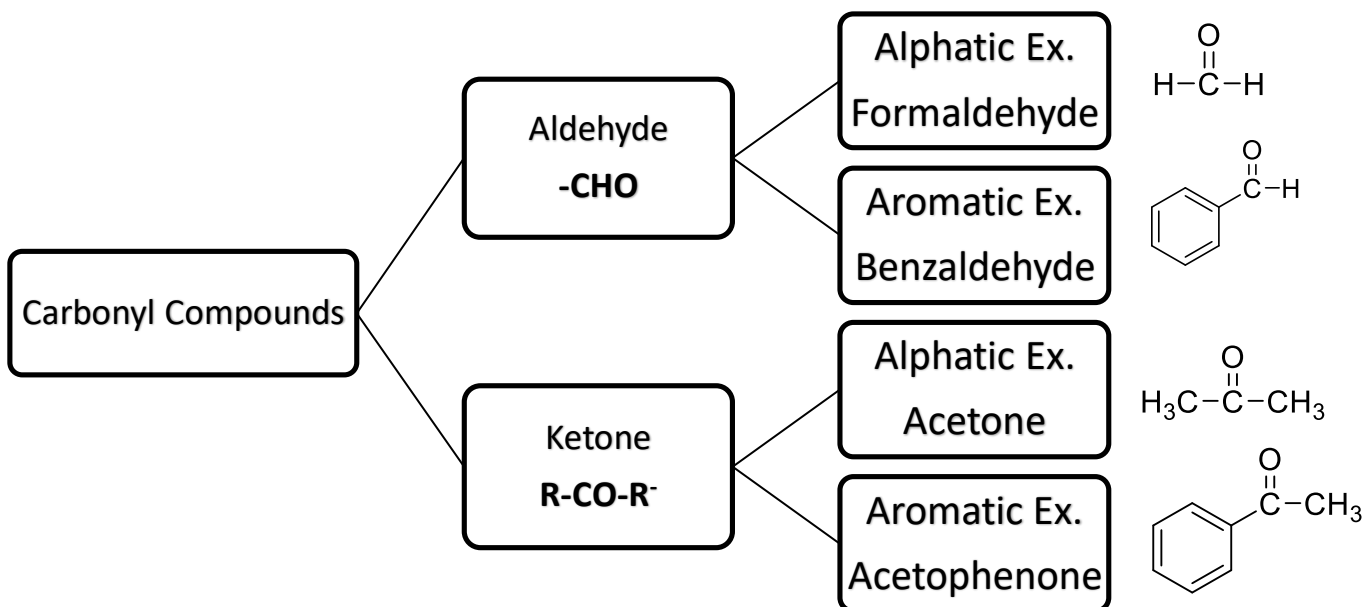 Carbonyl Compounds
Aldehyde
-CHO
Ketone
R-CO-R⁻
Alphatic Ex.
Formaldehyde
O
H-C-H
Aromatic Ex.
Benzaldehyde
O
C-H
Alphatic Ex.
Acetone
O
H₃C-C-CH₃
Aromatic Ex.
Acetophenone
O
C-CH₃